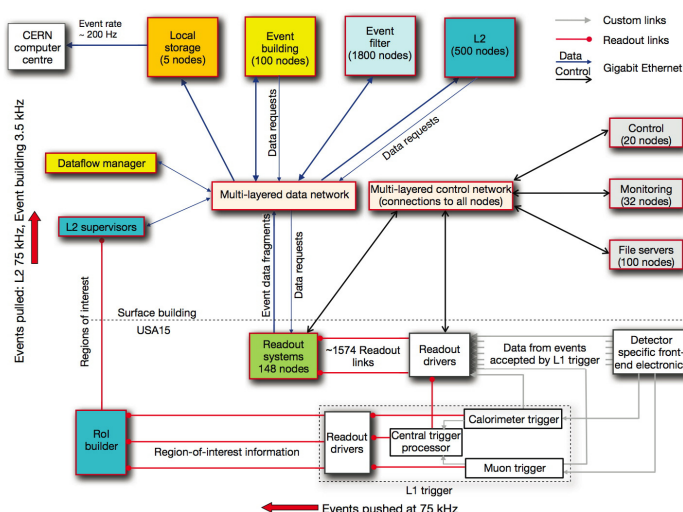 Event rate
~ 200 Hz
CERN
computer
centre
Local
storage
(5 nodes)
Event
building
(100 nodes)
Event
filter
(1800 nodes)
L2
(500 nodes)
Custom links
Readout links
Data
Control
Gigabit Ethernet
Data requests
Data requests
Control
(20 nodes)
Dataflow manager
Multi-layered data network
Multi-layered control network
(connections to all nodes)
Monitoring
(32 nodes)
L2 supervisors
File servers
(100 nodes)
Events pulled: L2 75 kHz, Event building 3.5 kHz
Regions of interest
Event data fragments
Data requests
Surface building
USA15
Readout
systems
148 nodes
~1574 Readout
links
Readout
drivers
Data from events
accepted by L1 trigger
Detector
specific front-
end electronic
RoI
builder
Region-of-interest information
Readout
drivers
Calorimeter trigger
Central trigger
processor
Muon trigger
L1 trigger
Events pushed at 75 kHz